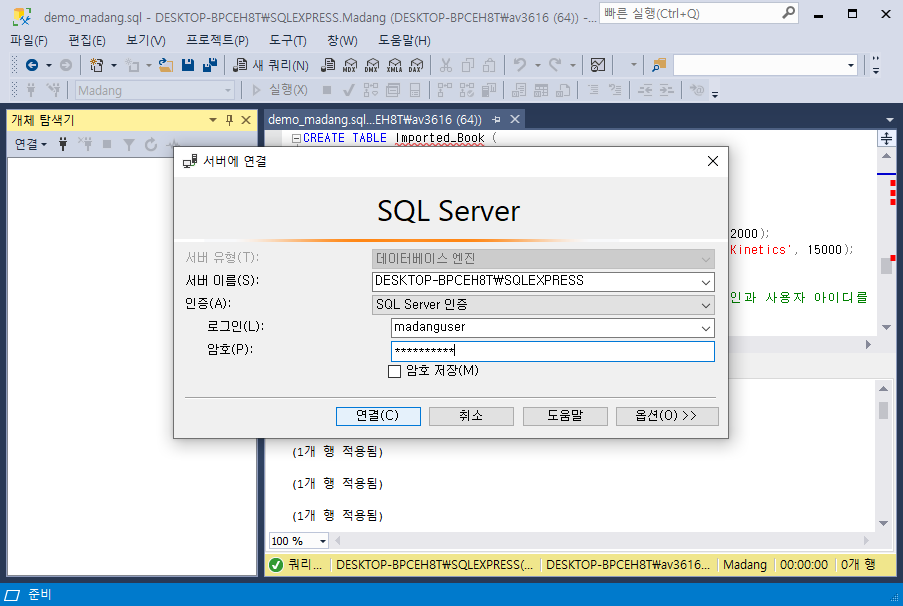 demo_madang.sql - DESKTOP-BPCEH8T₩SQLEXPRESS.Madang (DESKTOP-BPCEH8T₩av3616 (64)) -...
빠른 실행(Ctrl+Q)
파일(F) 편집(E) 보기(V) 프로젝트(P) 도구(T) 창(W) 도움말(H)
새 쿼리(N) MDX DMX XMLA DAX
Madang 실행(X)
개체 탐색기
demo_madang.sql...EH8T₩av3616 (64))
연결
CREATE TABLE Imported_Book (
서버에 연결
SQL Server
2000);
Kinetics', 15000);
인과 사용자 아이디를
서버 유형(T): 데이터베이스 엔진
서버 이름(S): DESKTOP-BPCEH8T₩SQLEXPRESS
인증(A): SQL Server 인증
로그인(L): madanguser
암호(P): **********
암호 저장(M)
연결(C) 취소 도움말 옵션(O) >>
(1개 행 적용됨)
(1개 행 적용됨)
(1개 행 적용됨)
100 %
쿼리... DESKTOP-BPCEH8T₩SQLEXPRESS(... DESKTOP-BPCEH8T₩av3616... Madang 00:00:00 0개 행
준비